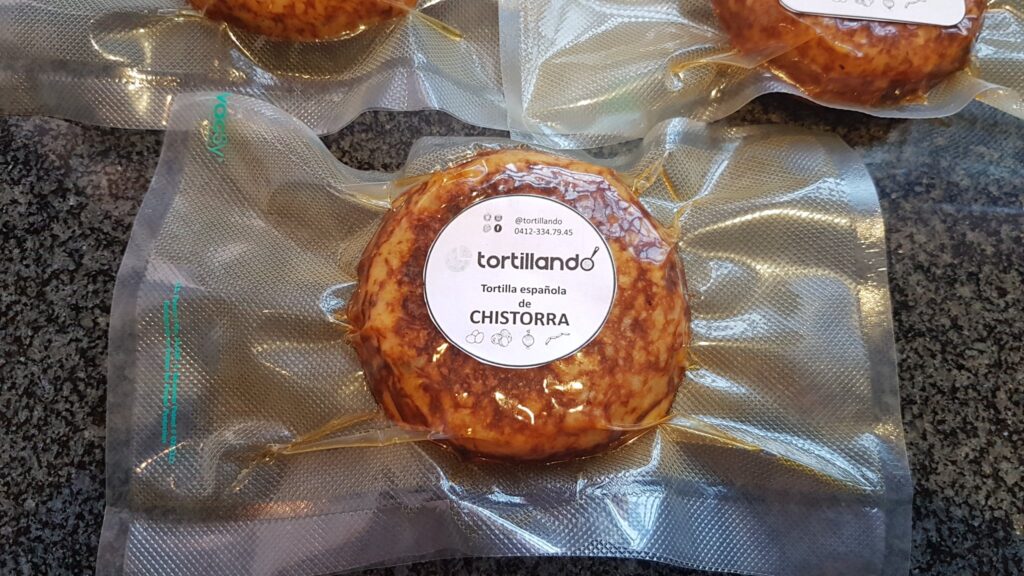 @tortillando
0412-334.79.45
tortillando
Tortilla española
de
CHISTORRA